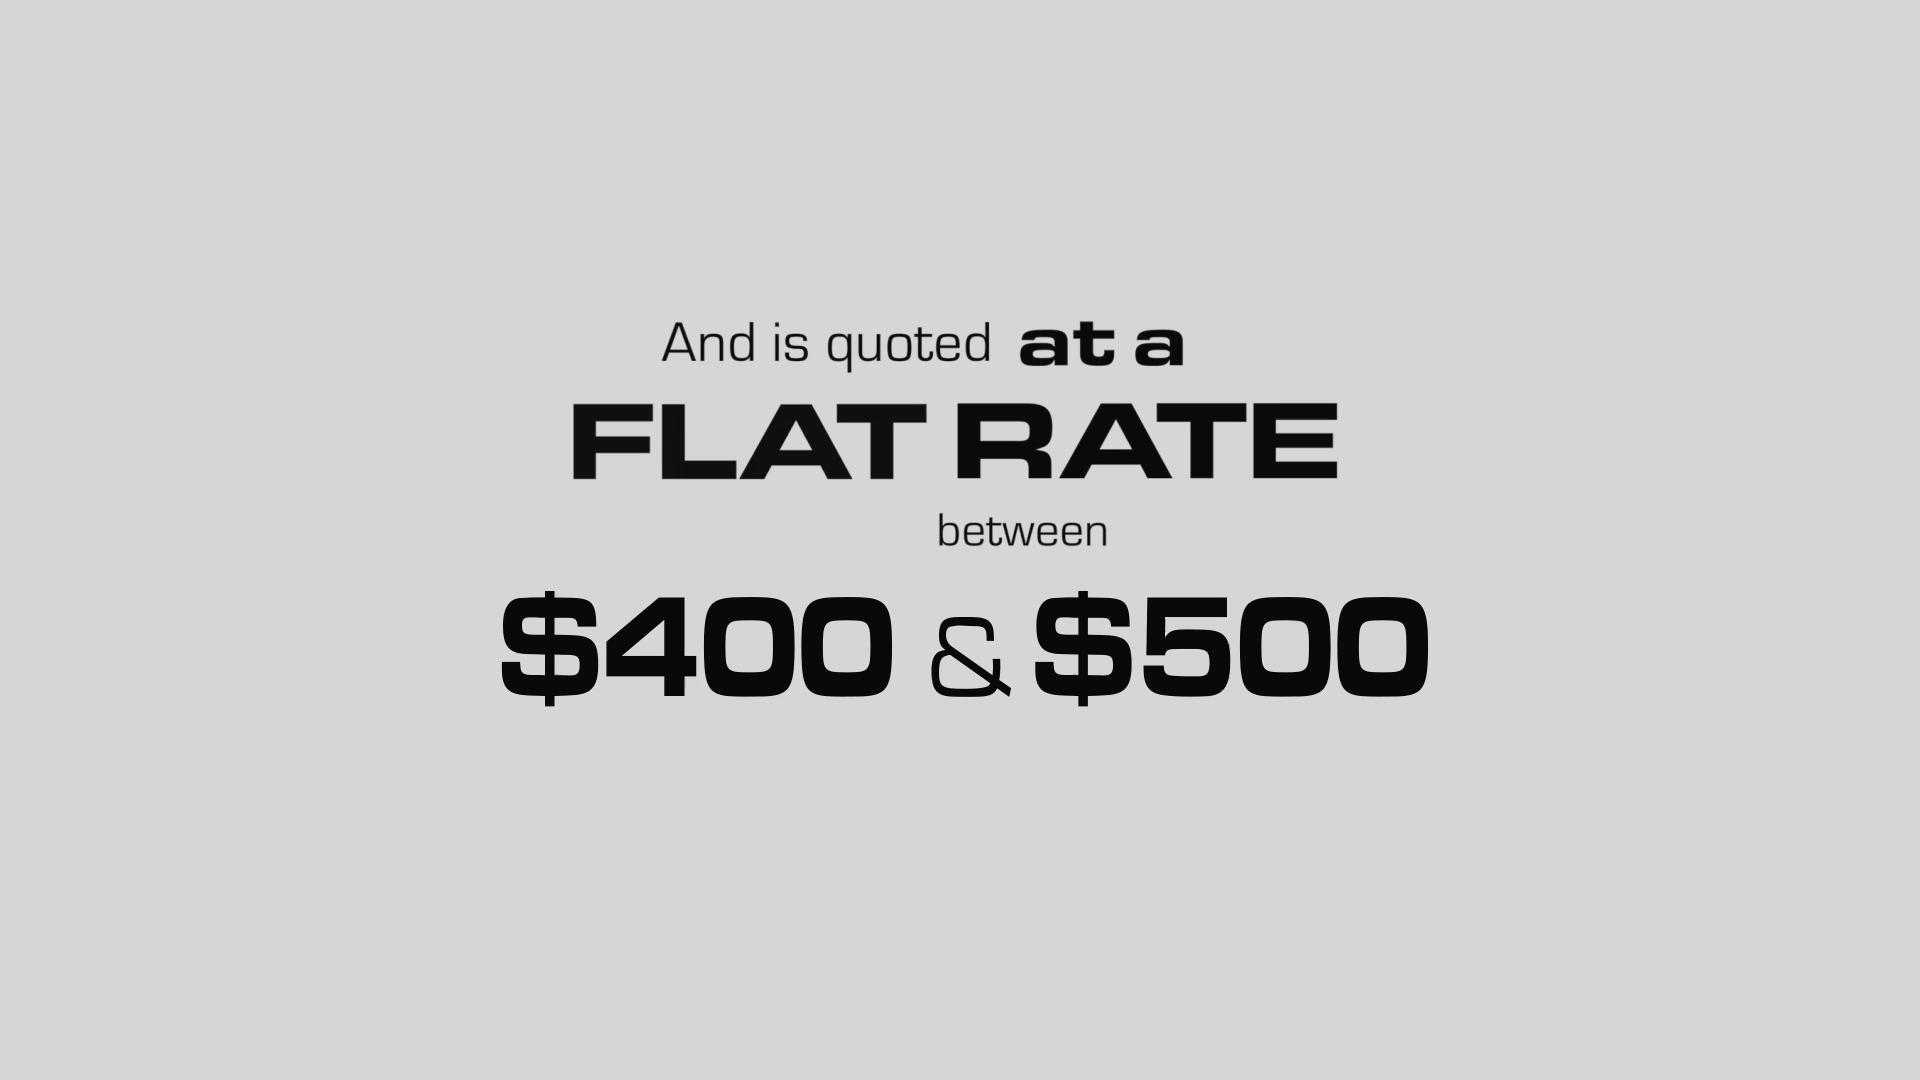 And is quoted at a
FLAT RATE
between
$400 & $500